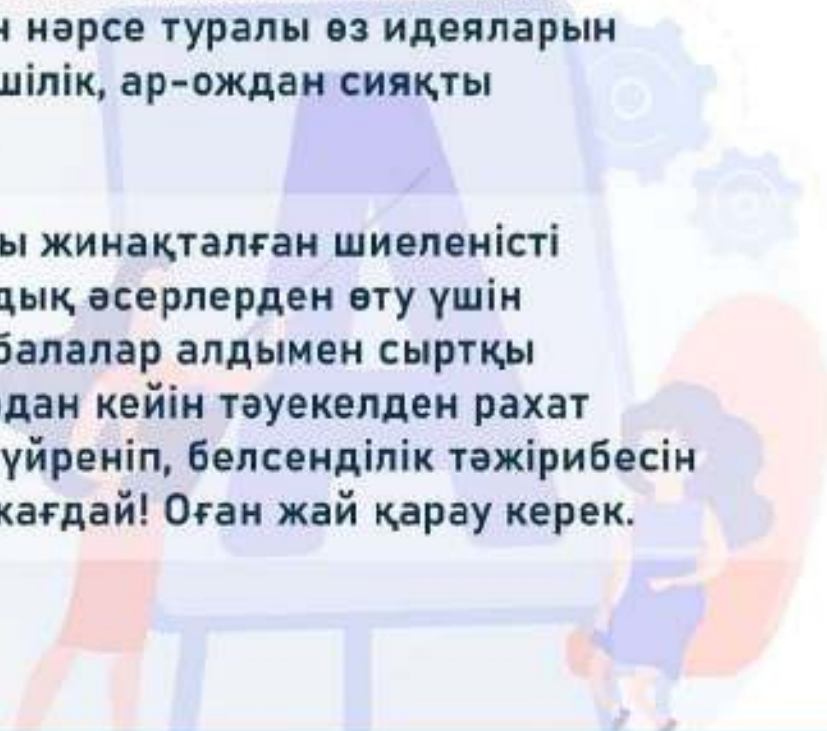 н нәрсе туралы өз идеяларын
шілік, ар-ождан сияқты
ы жинақталған шиеленісті
дық әсерлерден өту үшін
балалар алдымен сыртқы
дан кейін тәуекелден рахат
үйреніп, белсенділік тәжірибесін
жағдай! Оған жай қарау керек.